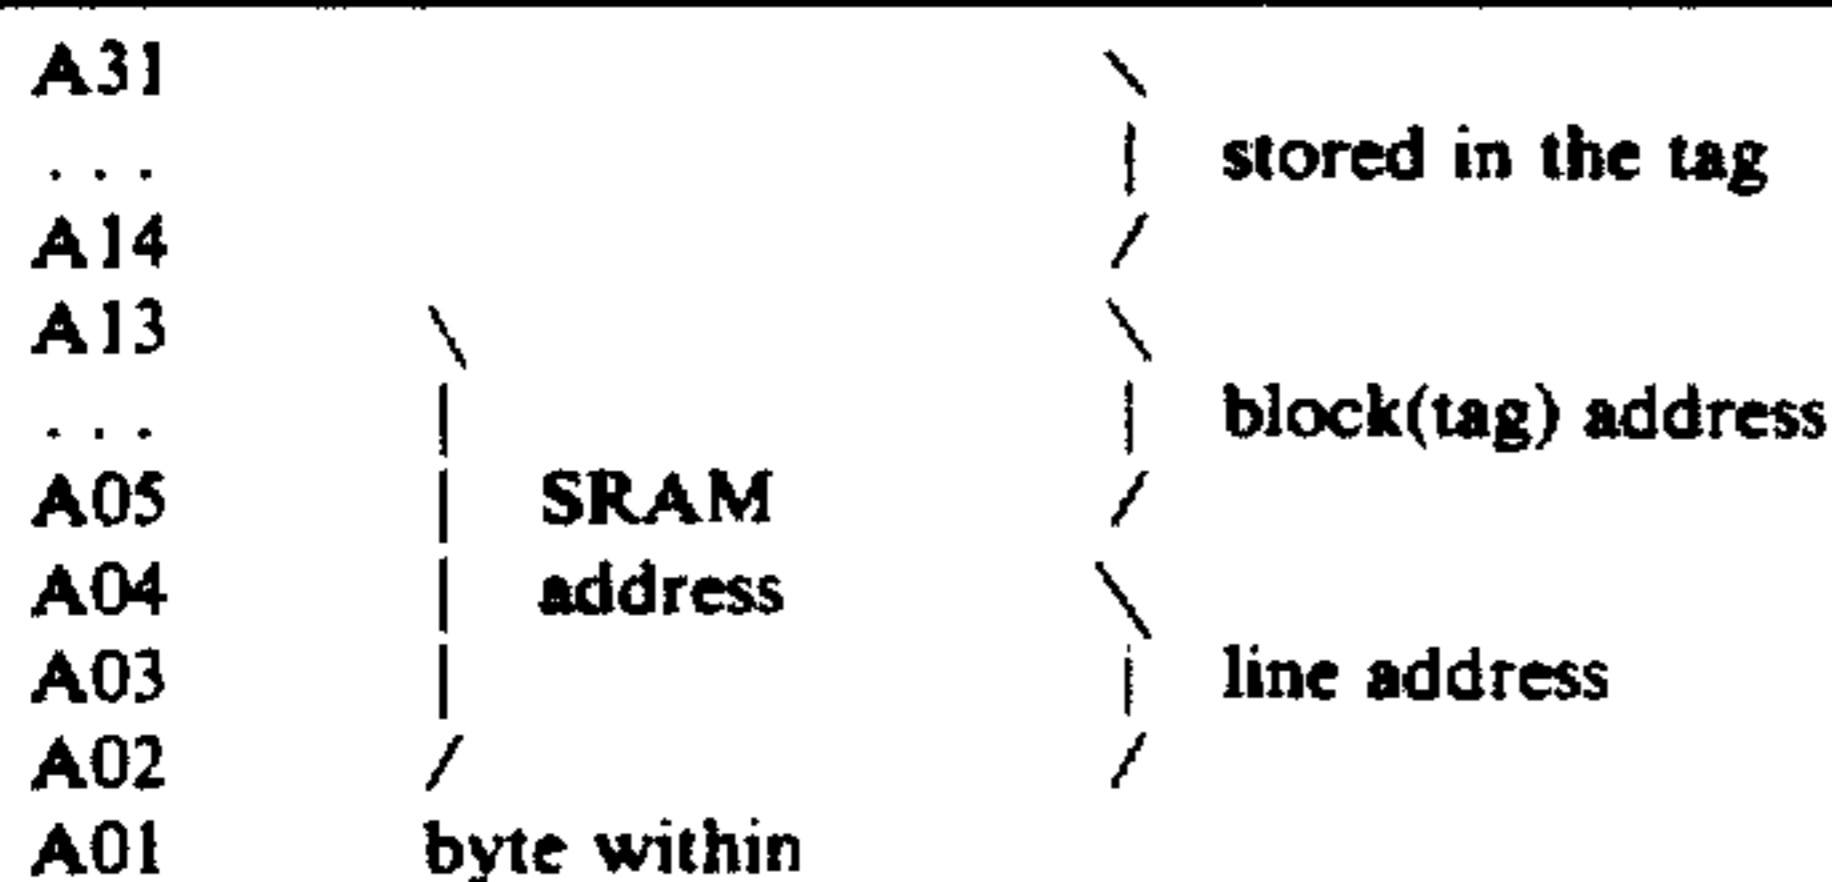 A31 \
. . . | stored in the tag
A14 /
A13 \ \
. . . | | block(tag) address
A05 | SRAM /
A04 | address \
A03 | | line address
A02 / /
A01 byte within